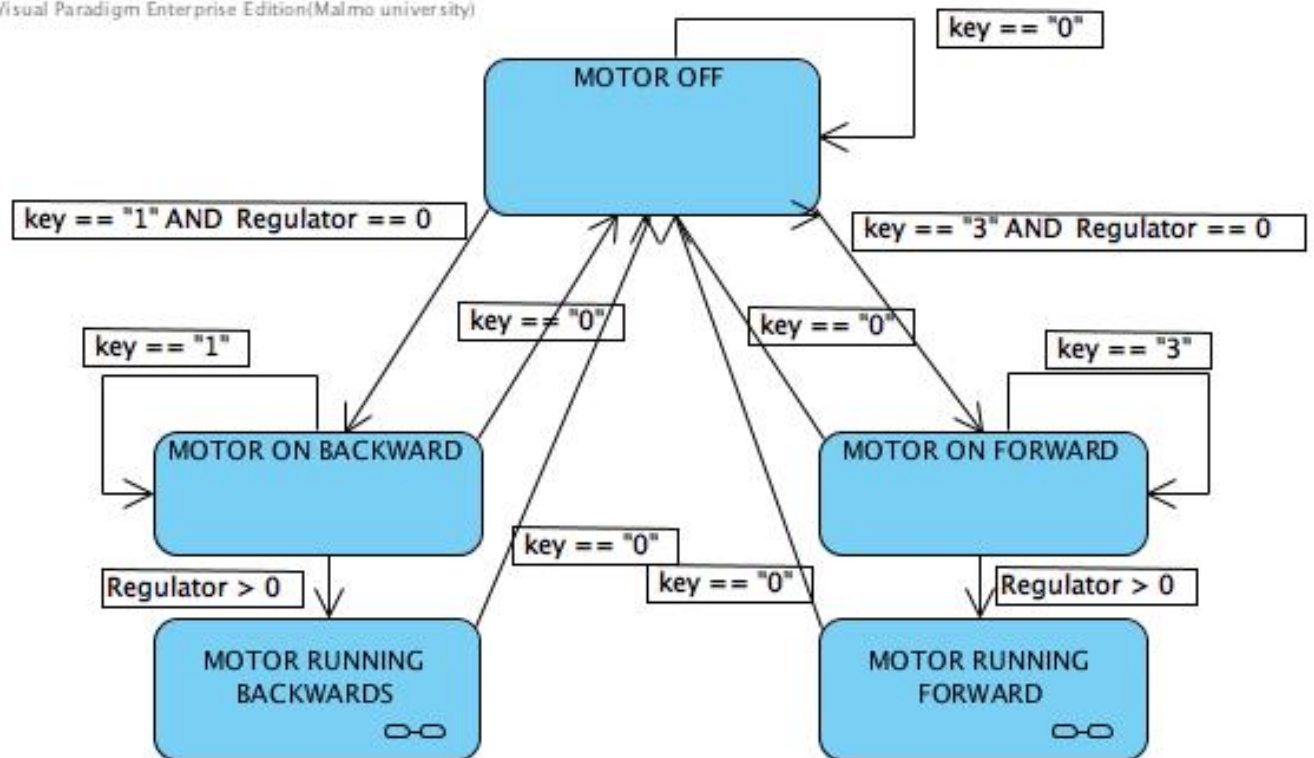 Visual Paradigm Enterprise Edition(Malmo university)
key == "0"
MOTOR OFF
key == "1" AND Regulator == 0
key == "3" AND Regulator == 0
key == "0"
key == "0"
key == "1"
key == "3"
MOTOR ON BACKWARD
MOTOR ON FORWARD
key == "0"
key == "0"
Regulator > 0
Regulator > 0
MOTOR RUNNING
BACKWARDS
MOTOR RUNNING
FORWARD